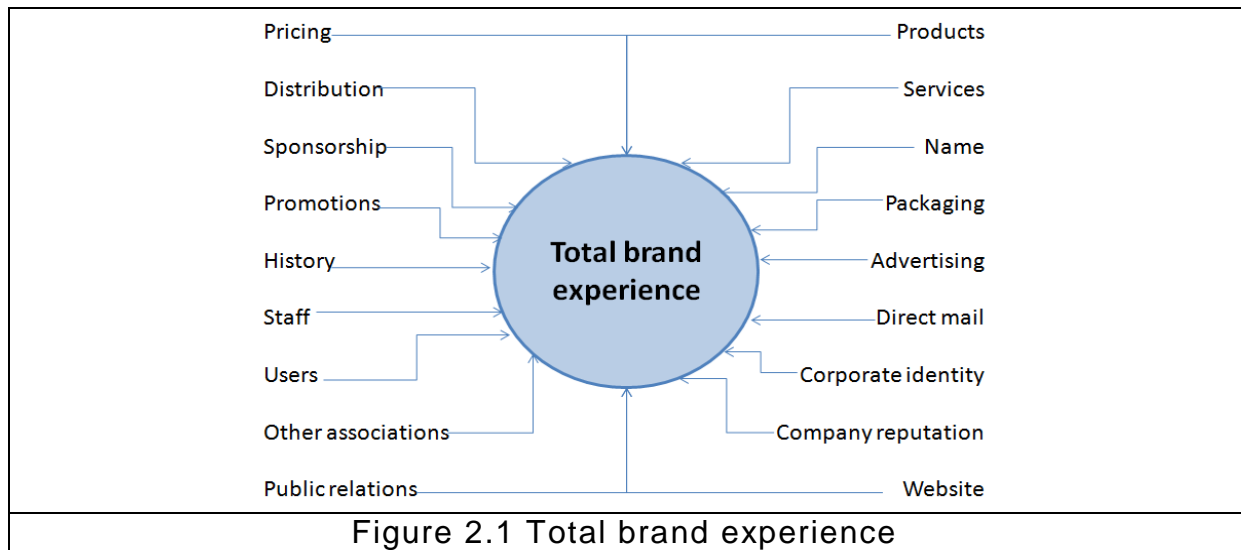 Pricing
Products
Distribution
Services
Sponsorship
Name
Promotions
Packaging
Total brand
experience
History
Advertising
Staff
Direct mail
Users
Corporate identity
Other associations
Company reputation
Public relations
Website
Figure 2.1 Total brand experience